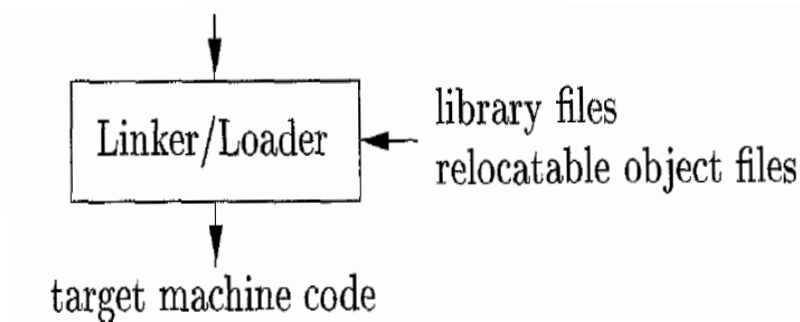 Linker/Loader
library files
relocatable object files
target machine code